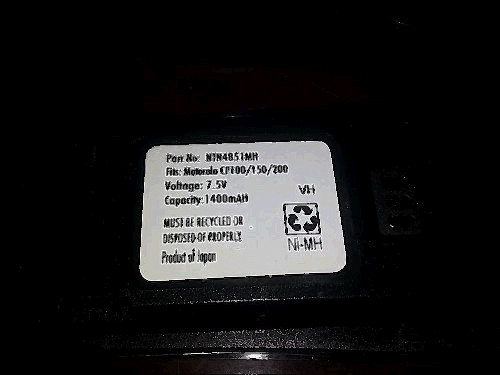 Part No: NTN4851MH
Fits: Motorola CP100/150/200
Voltage: 7.5V
Capacity: 1400mAH
VH
MUST BE RECYCLED OR
DISPOSED OF PROPERLY
Ni-MH
Product of Japan